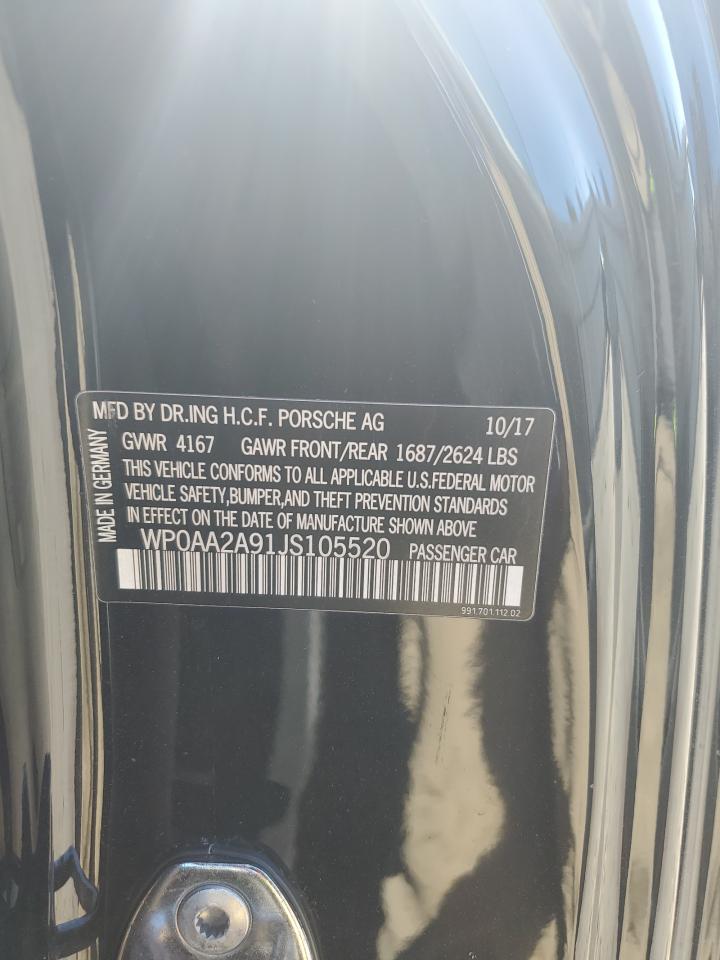 MFD BY DR.ING H.C.F. PORSCHE AG 10/17
GVWR 4167 GAWR FRONT/REAR 1687/2624 LBS
THIS VEHICLE CONFORMS TO ALL APPLICABLE U.S.FEDERAL MOTOR
VEHICLE SAFETY,BUMPER,AND THEFT PREVENTION STANDARDS
IN EFFECT ON THE DATE OF MANUFACTURE SHOWN ABOVE
WP0AA2A91JS105520 PASSENGER CAR
991.701.112.02
MADE IN GERMANY